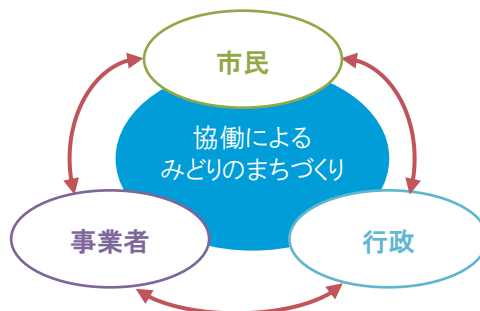 市民
協働による
みどりのまちづくり
事業者
行政